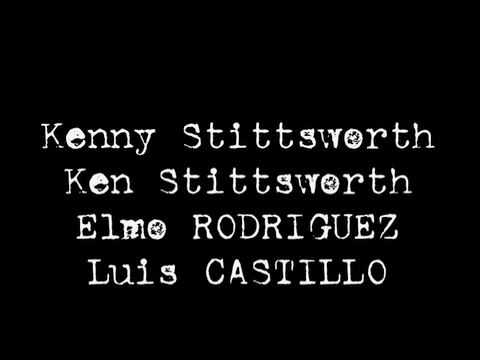 Kenny Stittsworth
Ken Stittsworth
Elmo RODRIGUEZ
Luis CASTILLO